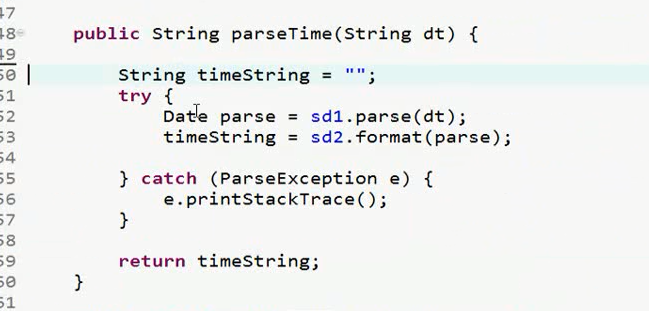 47
48 public String parseTime(String dt) {
49
50 String timeString = "";
51 try {
52 Date parse = sd1.parse(dt);
53 timeString = sd2.format(parse);
54
55 } catch (ParseException e) {
56 e.printStackTrace();
57 }
58
59 return timeString;
60 }
61